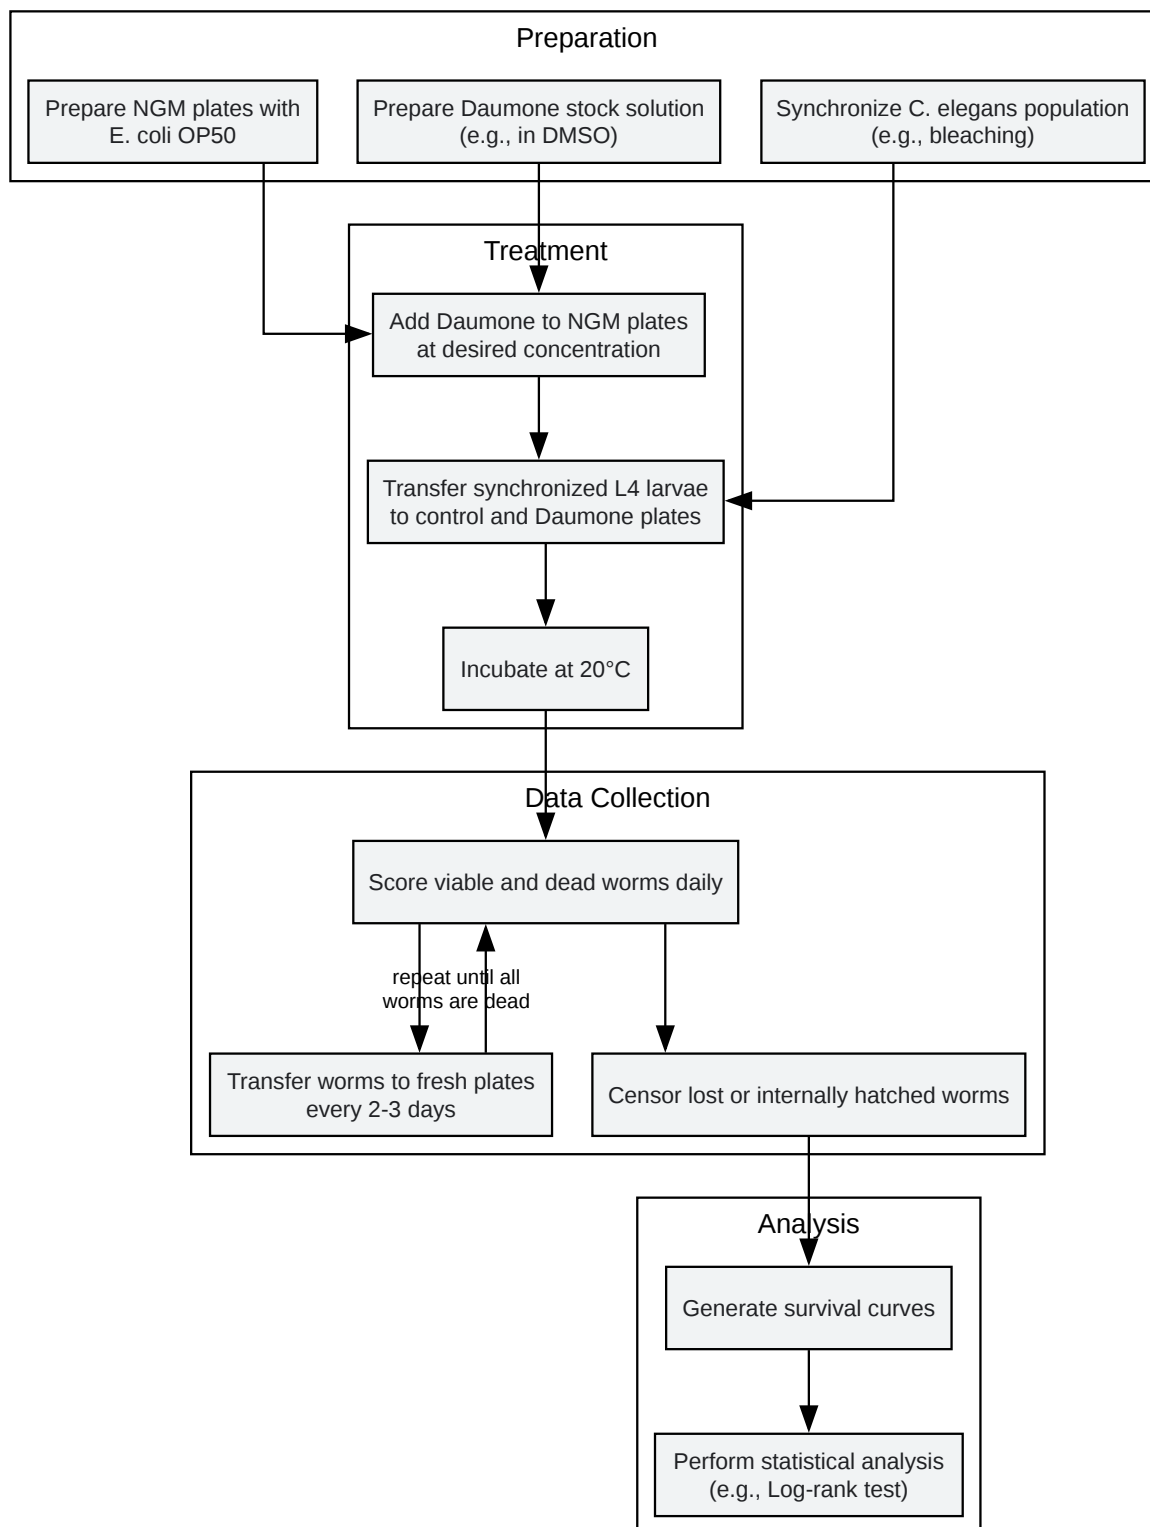 Preparation
Prepare NGM plates with
E. coli OP50
Prepare Daumone stock solution
(e.g., in DMSO)
Synchronize C. elegans population
(e.g., bleaching)
Treatment
Add Daumone to NGM plates
at desired concentration
Transfer synchronized L4 larvae
to control and Daumone plates
Incubate at 20°C
Data Collection
Score viable and dead worms daily
repeat until all
worms are dead
Transfer worms to fresh plates
every 2-3 days
Censor lost or internally hatched worms
Analysis
Generate survival curves
Perform statistical analysis
(e.g., Log-rank test)